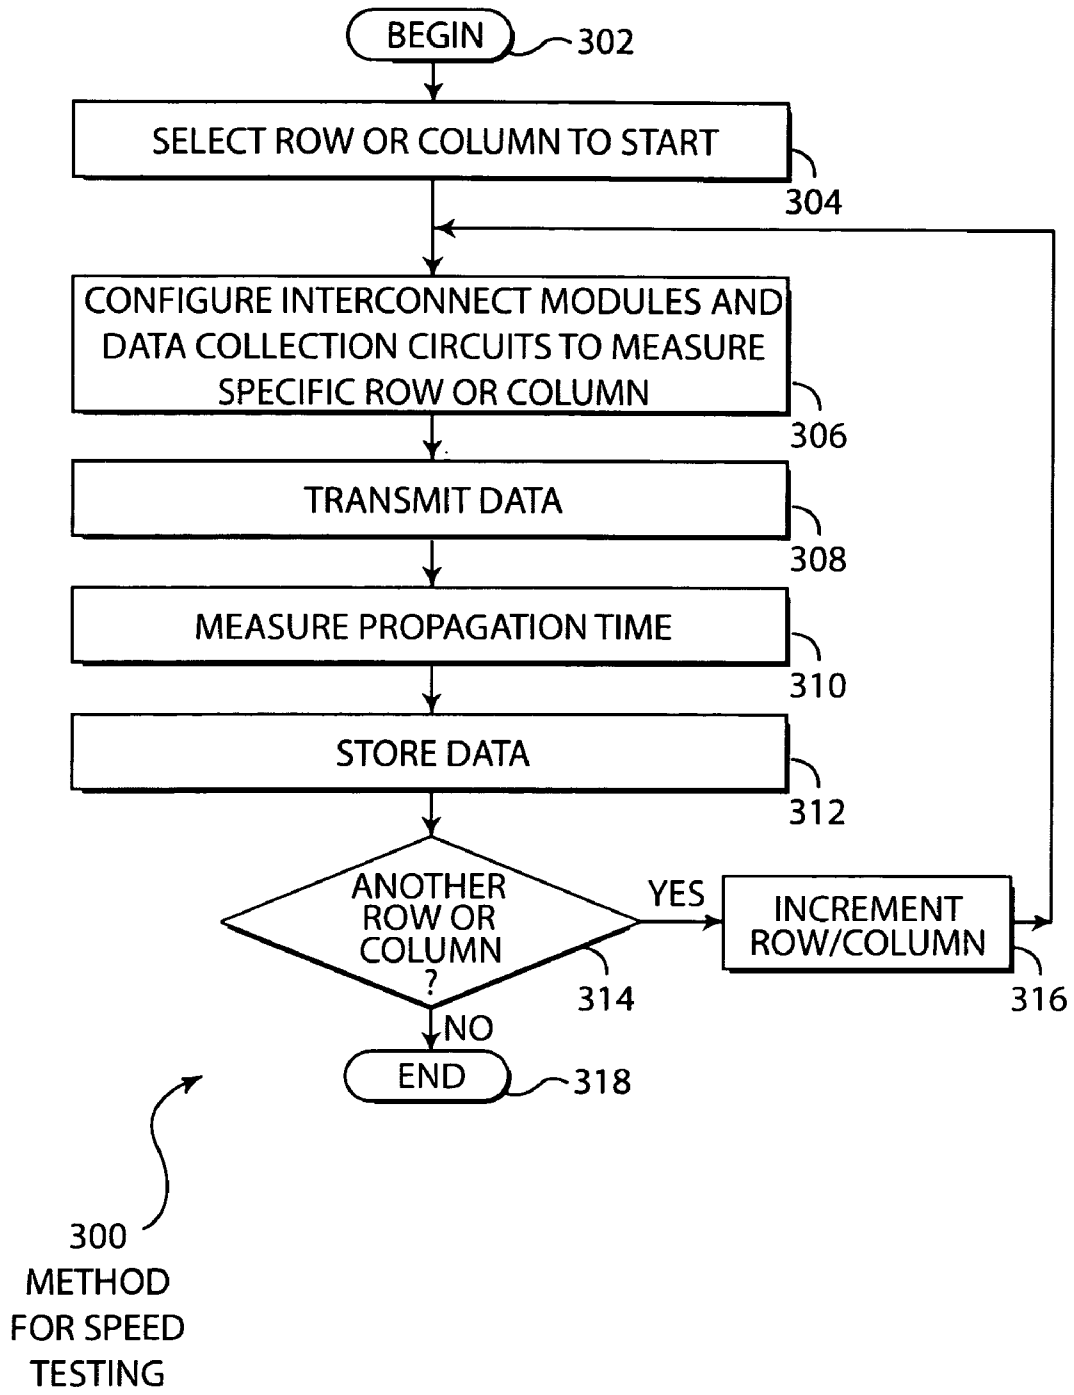 BEGIN
302
SELECT ROW OR COLUMN TO START
304
CONFIGURE INTERCONNECT MODULES AND
DATA COLLECTION CIRCUITS TO MEASURE
SPECIFIC ROW OR COLUMN
306
TRANSMIT DATA
308
MEASURE PROPAGATION TIME
310
STORE DATA
312
ANOTHER
ROW OR
COLUMN
?
314
YES
INCREMENT
ROW/COLUMN
316
NO
END
318
300
METHOD
FOR SPEED
TESTING